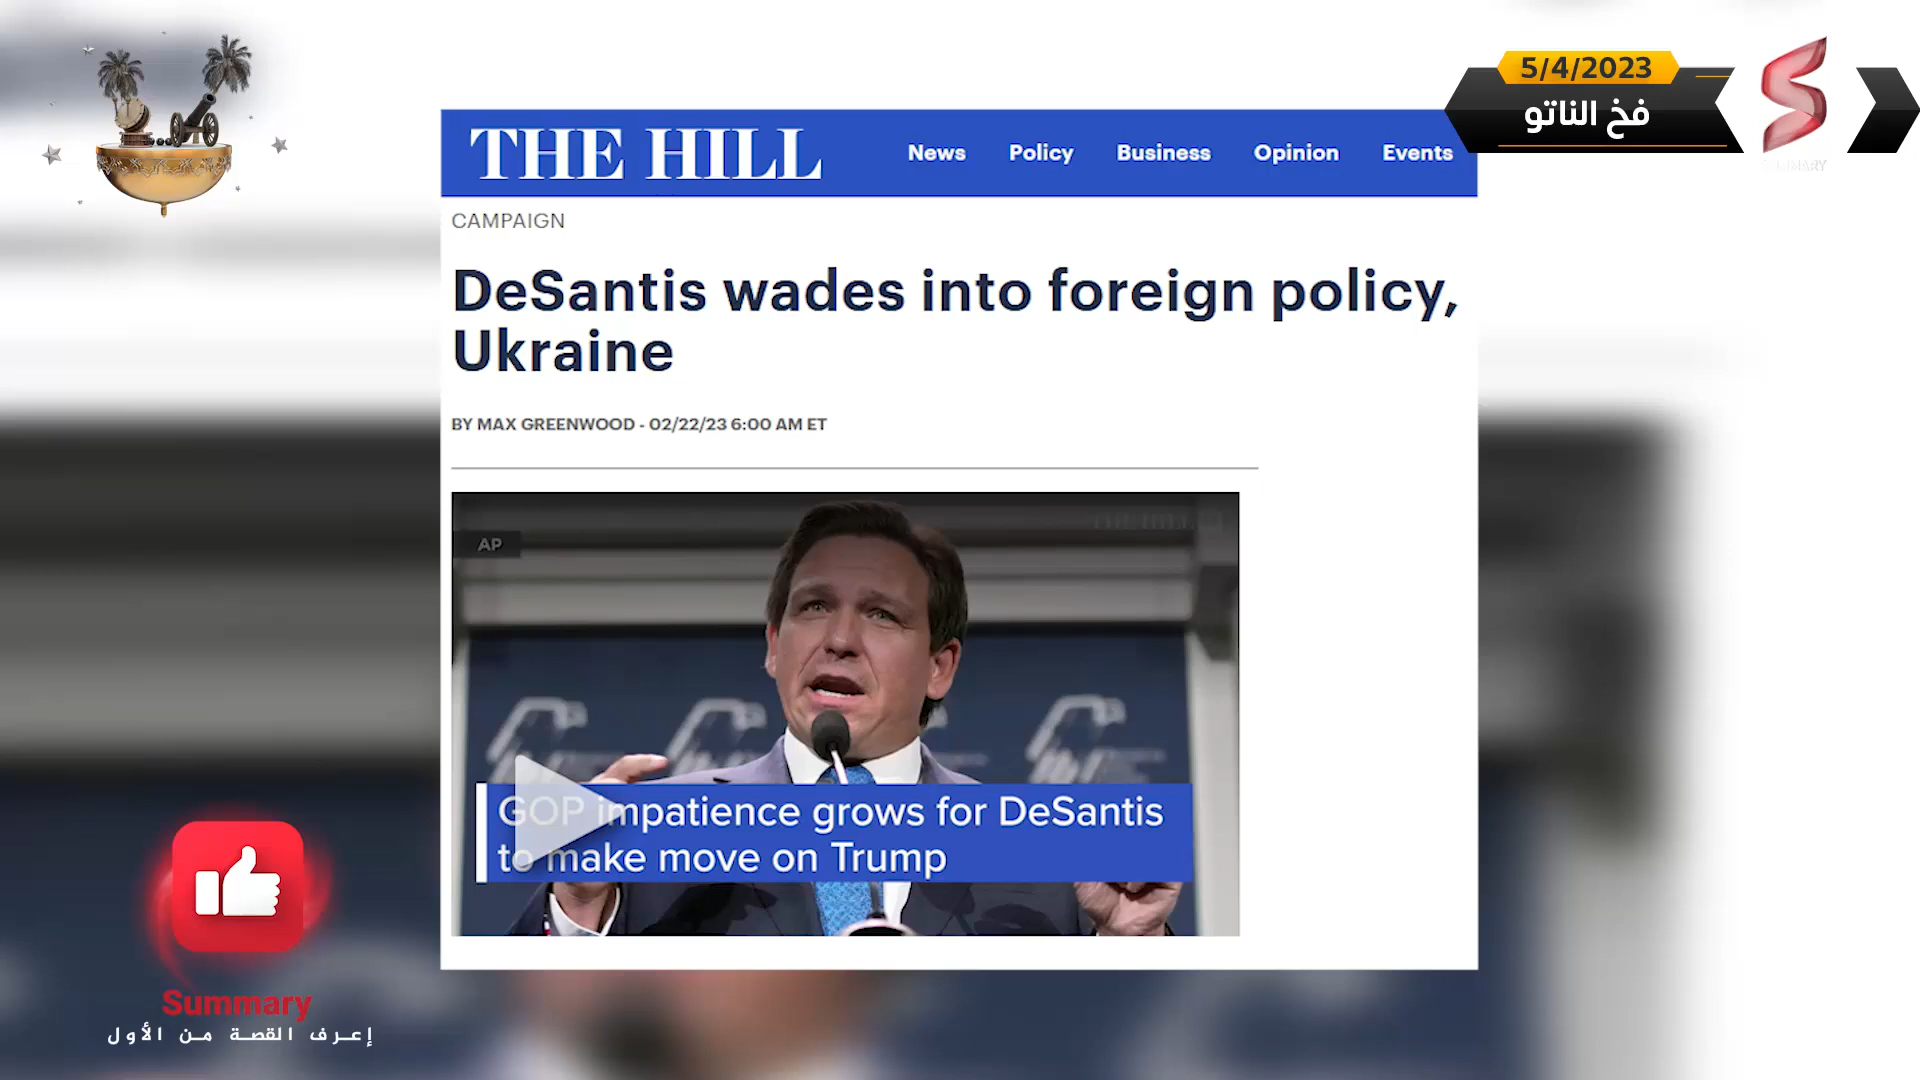 5/4/2023
فخ الناتو
THE HILL
News Policy Business Opinion Events
CAMPAIGN
DeSantis wades into foreign policy,
Ukraine
BY MAX GREENWOOD - 02/22/23 6:00 AM ET
AP
THE HILL
GOP impatience grows for DeSantis
to make move on Trump
Summary
إعرف القصة من الأول